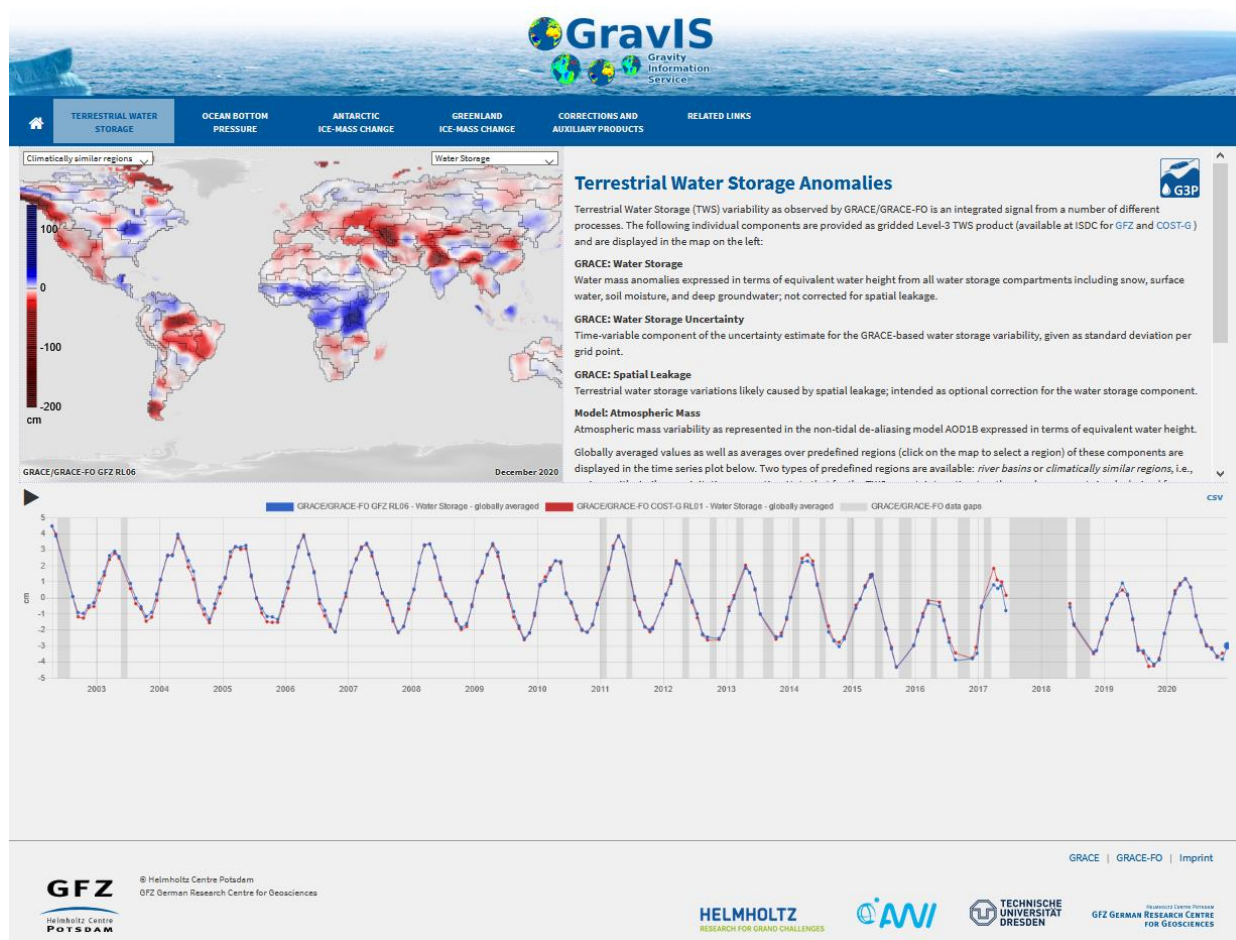 GravIS
Gravity
Information
Service
TERRESTRIAL WATER
STORAGE
OCEAN BOTTOM
PRESSURE
ANTARCTIC
ICE-MASS CHANGE
GREENLAND
ICE-MASS CHANGE
CORRECTIONS AND
AUXILIARY PRODUCTS
RELATED LINKS
Climatically similar regions
Water Storage
100
0
-100
-200
cm
GRACE/GRACE-FO GFZ RL06
December 2020
Terrestrial Water Storage Anomalies
G3P
Terrestrial Water Storage (TWS) variability as observed by GRACE/GRACE-FO is an integrated signal from a number of different
processes. The following individual components are provided as gridded Level-3 TWS product (available at ISDC for GFZ and COST-G )
and are displayed in the map on the left:
GRACE: Water Storage
Water mass anomalies expressed in terms of equivalent water height from all water storage compartments including snow, surface
water, soil moisture, and deep groundwater; not corrected for spatial leakage.
GRACE: Water Storage Uncertainty
Time-variable component of the uncertainty estimate for the GRACE-based water storage variability, given as standard deviation per
grid point.
GRACE: Spatial Leakage
Terrestrial water storage variations likely caused by spatial leakage; intended as optional correction for the water storage component.
Model: Atmospheric Mass
Atmospheric mass variability as represented in the non-tidal de-aliasing model AOD1B expressed in terms of equivalent water height.
Globally averaged values as well as averages over predefined regions (click on the map to select a region) of these components are
displayed in the time series plot below. Two types of predefined regions are available: river basins or climatically similar regions, i.e.,
CSV
GRACE/GRACE-FO GFZ RL06 - Water Storage - globally averaged
GRACE/GRACE-FO COST-G RL01 - Water Storage - globally averaged
GRACE/GRACE-FO data gaps
5
4
3
2
1
0
-1
-2
-3
-4
-5
cm
2003 2004 2005 2006 2007 2008 2009 2010 2011 2012 2013 2014 2015 2016 2017 2018 2019 2020
GRACE | GRACE-FO | Imprint
GFZ
Helmholtz Centre
POTSDAM
© Helmholtz Centre Potsdam
GFZ German Research Centre for Geosciences
HELMHOLTZ
RESEARCH FOR GRAND CHALLENGES
AWI
TECHNISCHE
UNIVERSITÄT
DRESDEN
HELMHOLTZ CENTRE POTSDAM
GFZ GERMAN RESEARCH CENTRE
FOR GEOSCIENCES